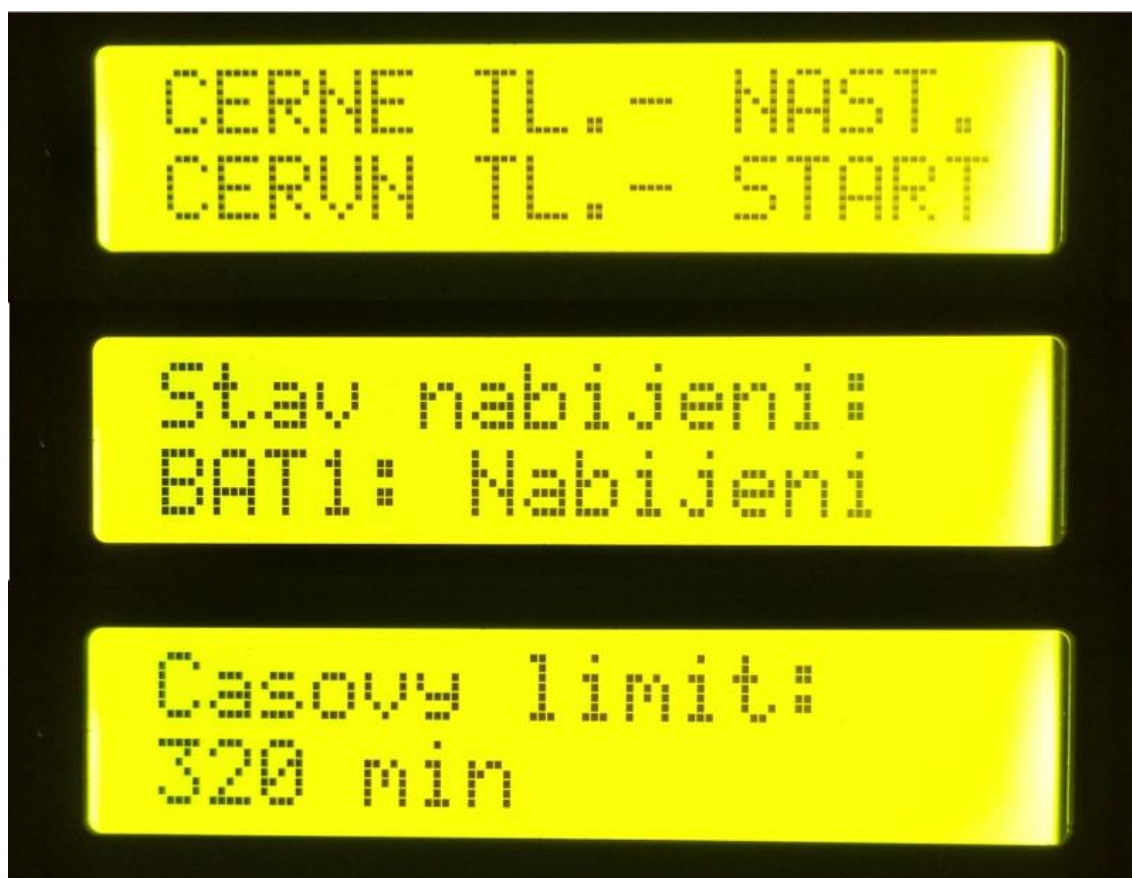 CERNE TL.- NAST.
CERVN TL.- START
Stav nabijeni:
BAT1: Nabijeni
Casovy limit:
320 min